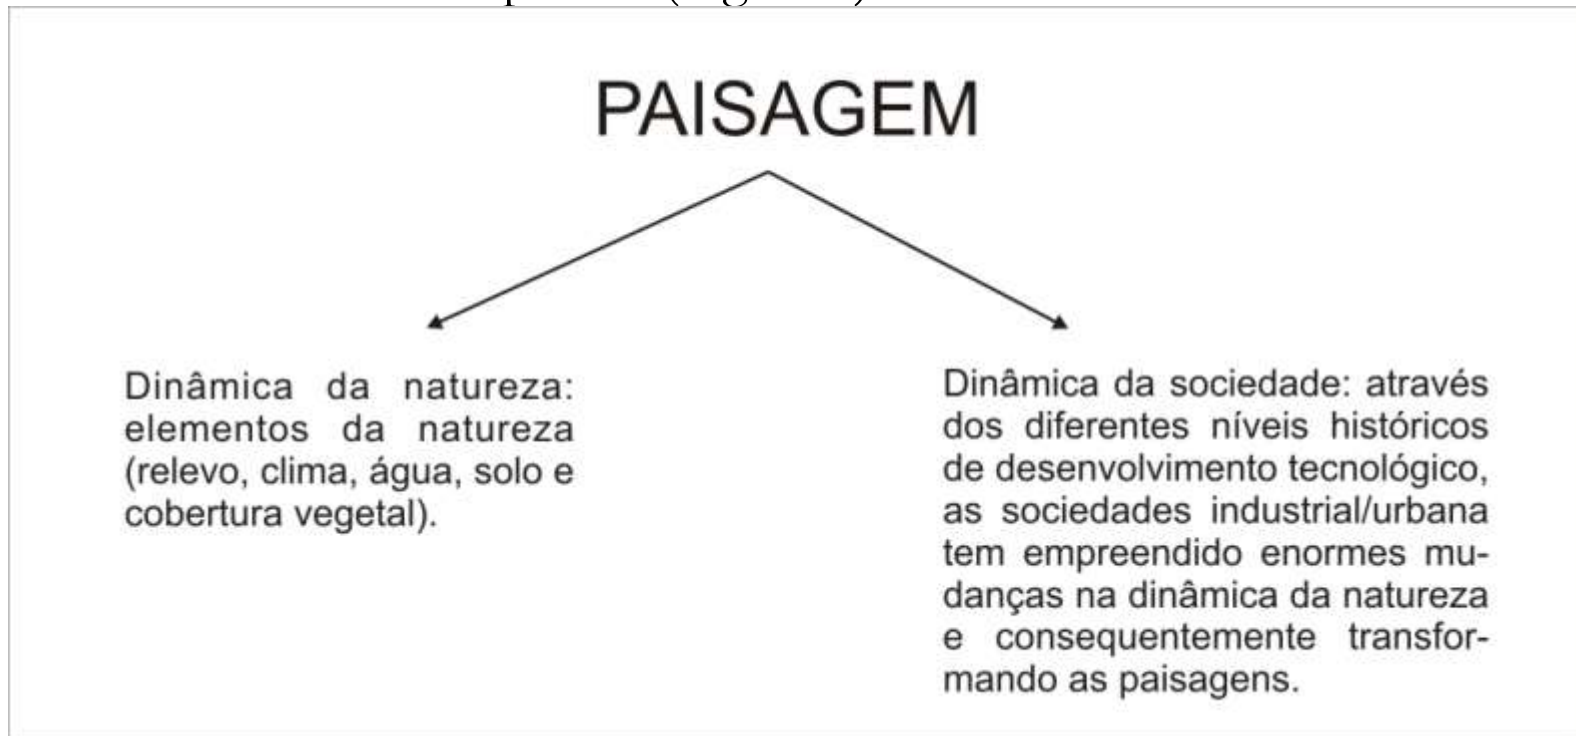 PAISAGEM
Dinâmica da natureza:
elementos da natureza
(relevo, clima, água, solo e
cobertura vegetal).
Dinâmica da sociedade: através
dos diferentes níveis históricos
de desenvolvimento tecnológico,
as sociedades industrial/urbana
tem empreendido enormes mu-
danças na dinâmica da natureza
e consequentemente transfor-
mando as paisagens.